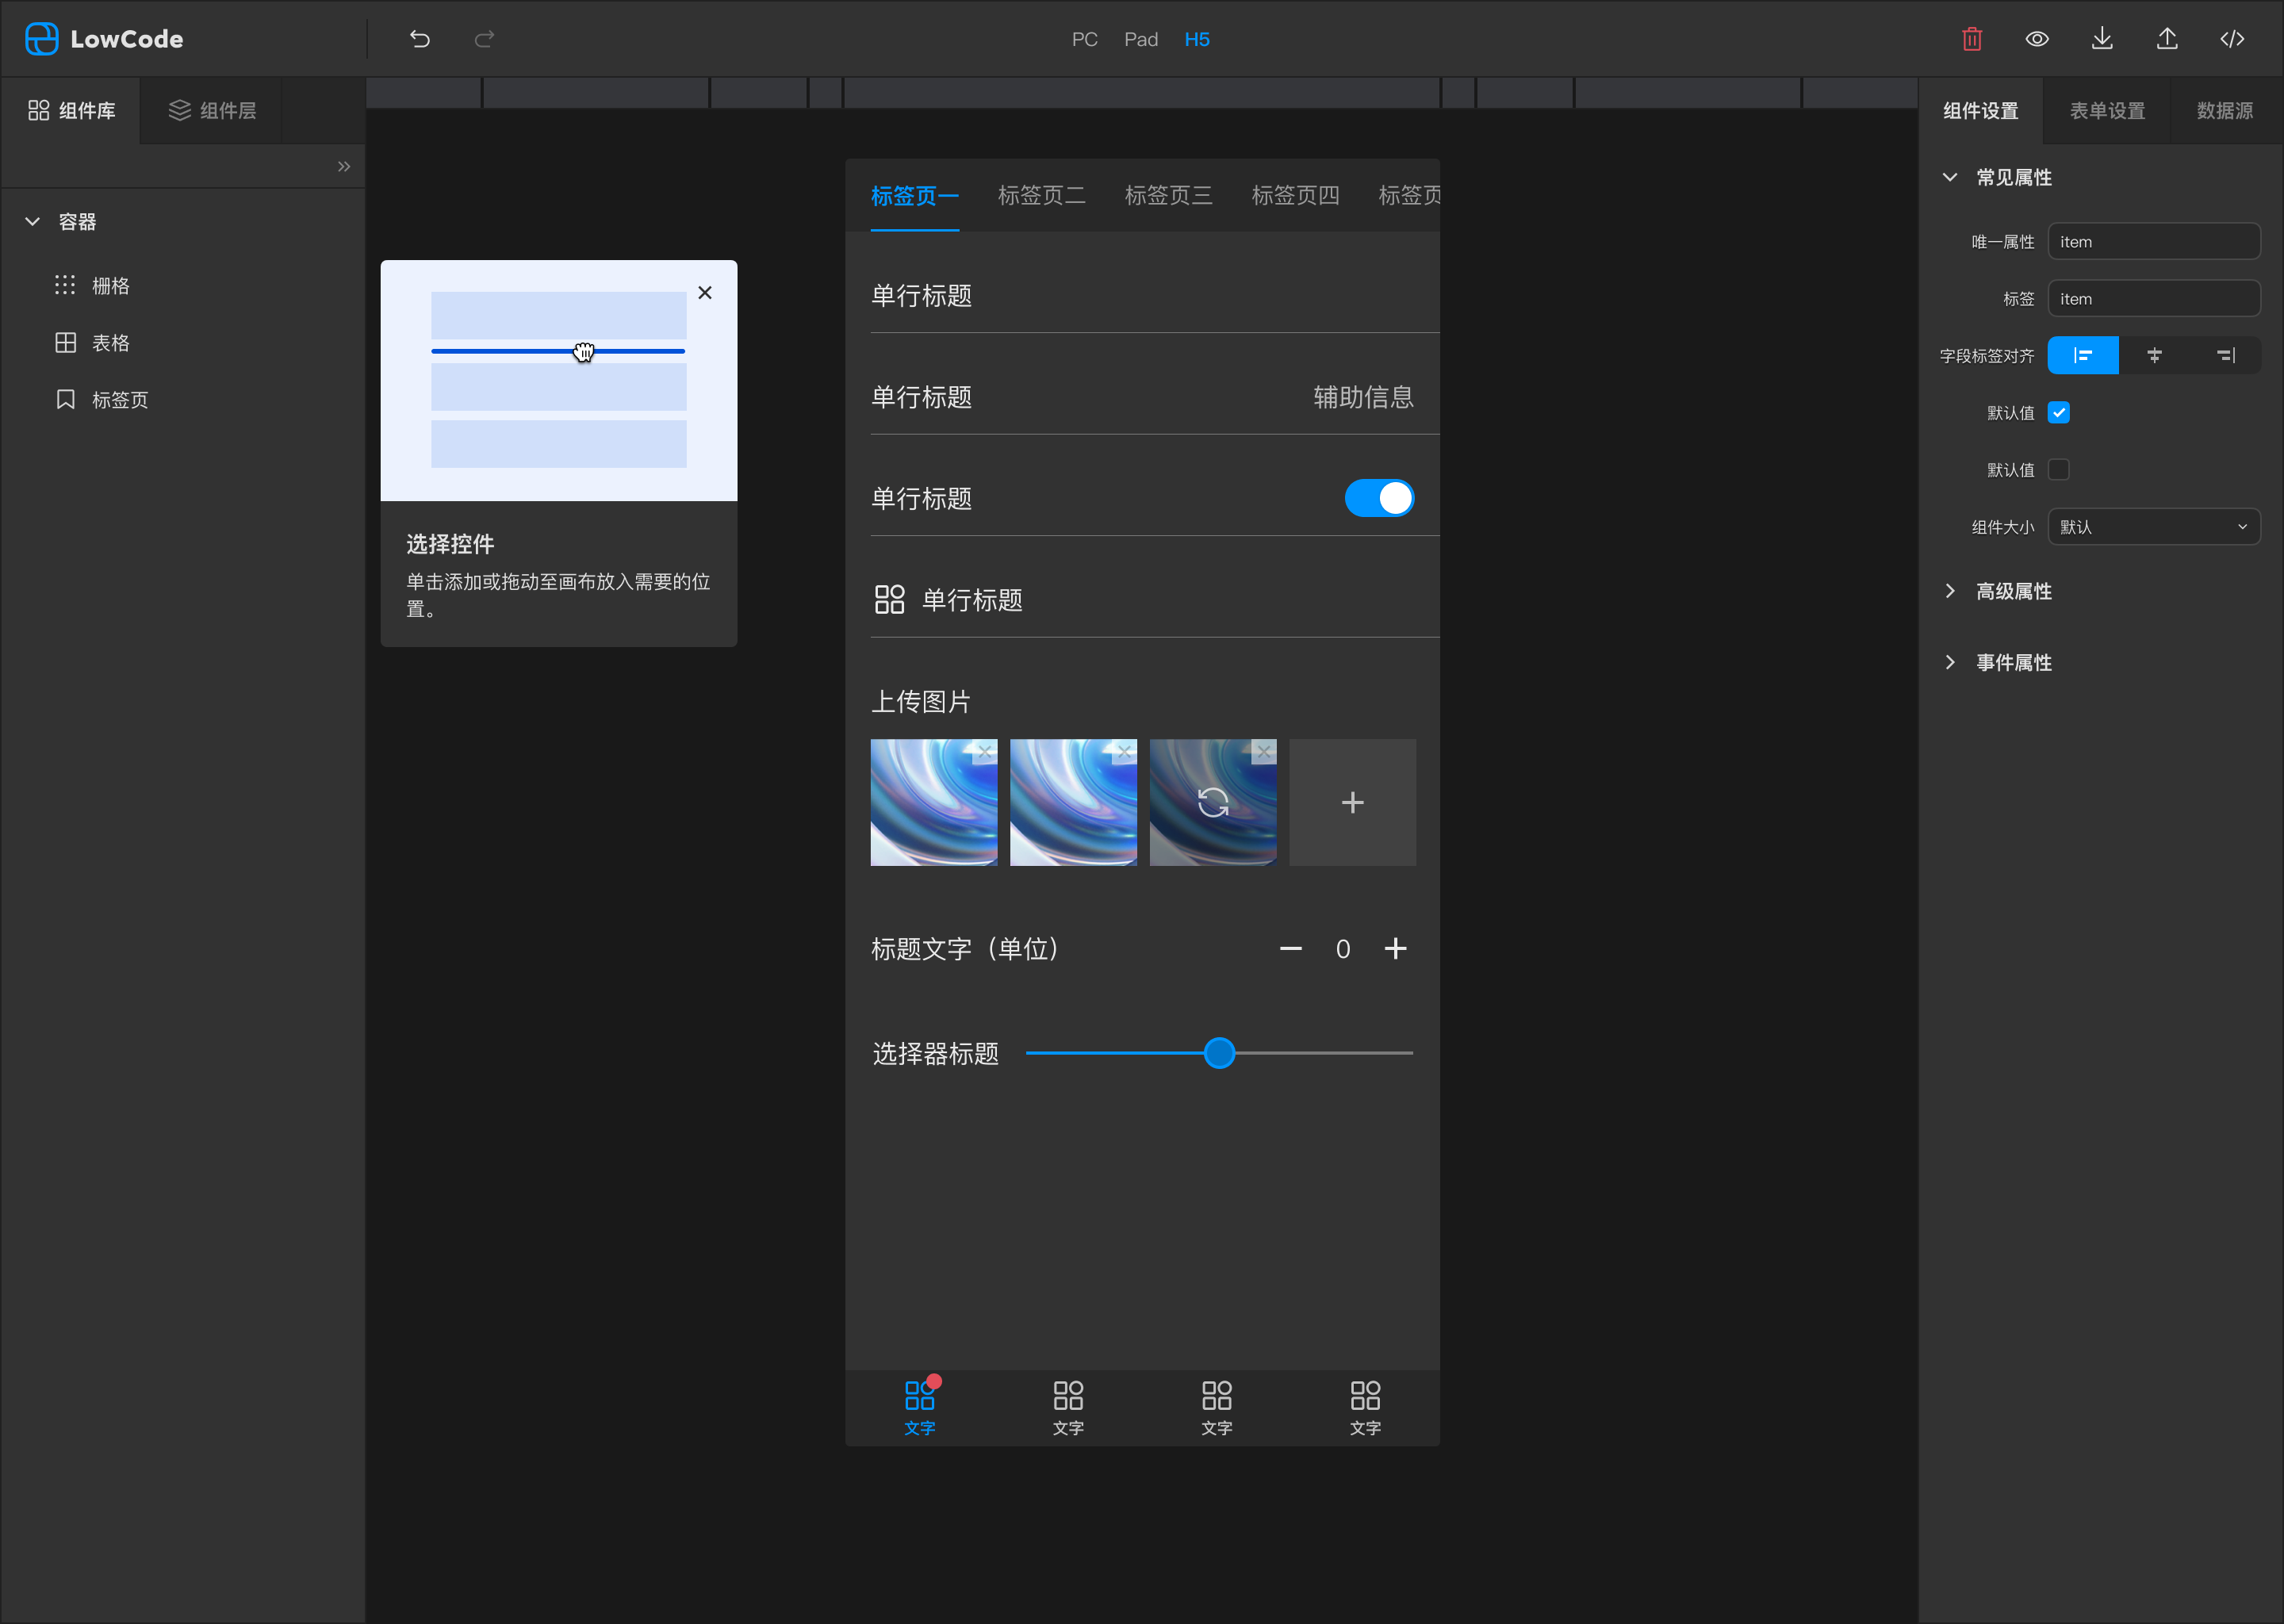 LowCode
PC Pad H5
组件库 组件层
容器
栅格
表格
标签页
选择控件
单击添加或拖动至画布放入需要的位
置。
标签页一 标签页二 标签页三 标签页四 标签页
单行标题
单行标题 辅助信息
单行标题
单行标题
上传图片
标题文字（单位） 0
选择器标题
文字 文字 文字 文字
组件设置 表单设置 数据源
常见属性
唯一属性 item
标签 item
字段标签对齐
默认值
默认值
组件大小 默认
高级属性
事件属性